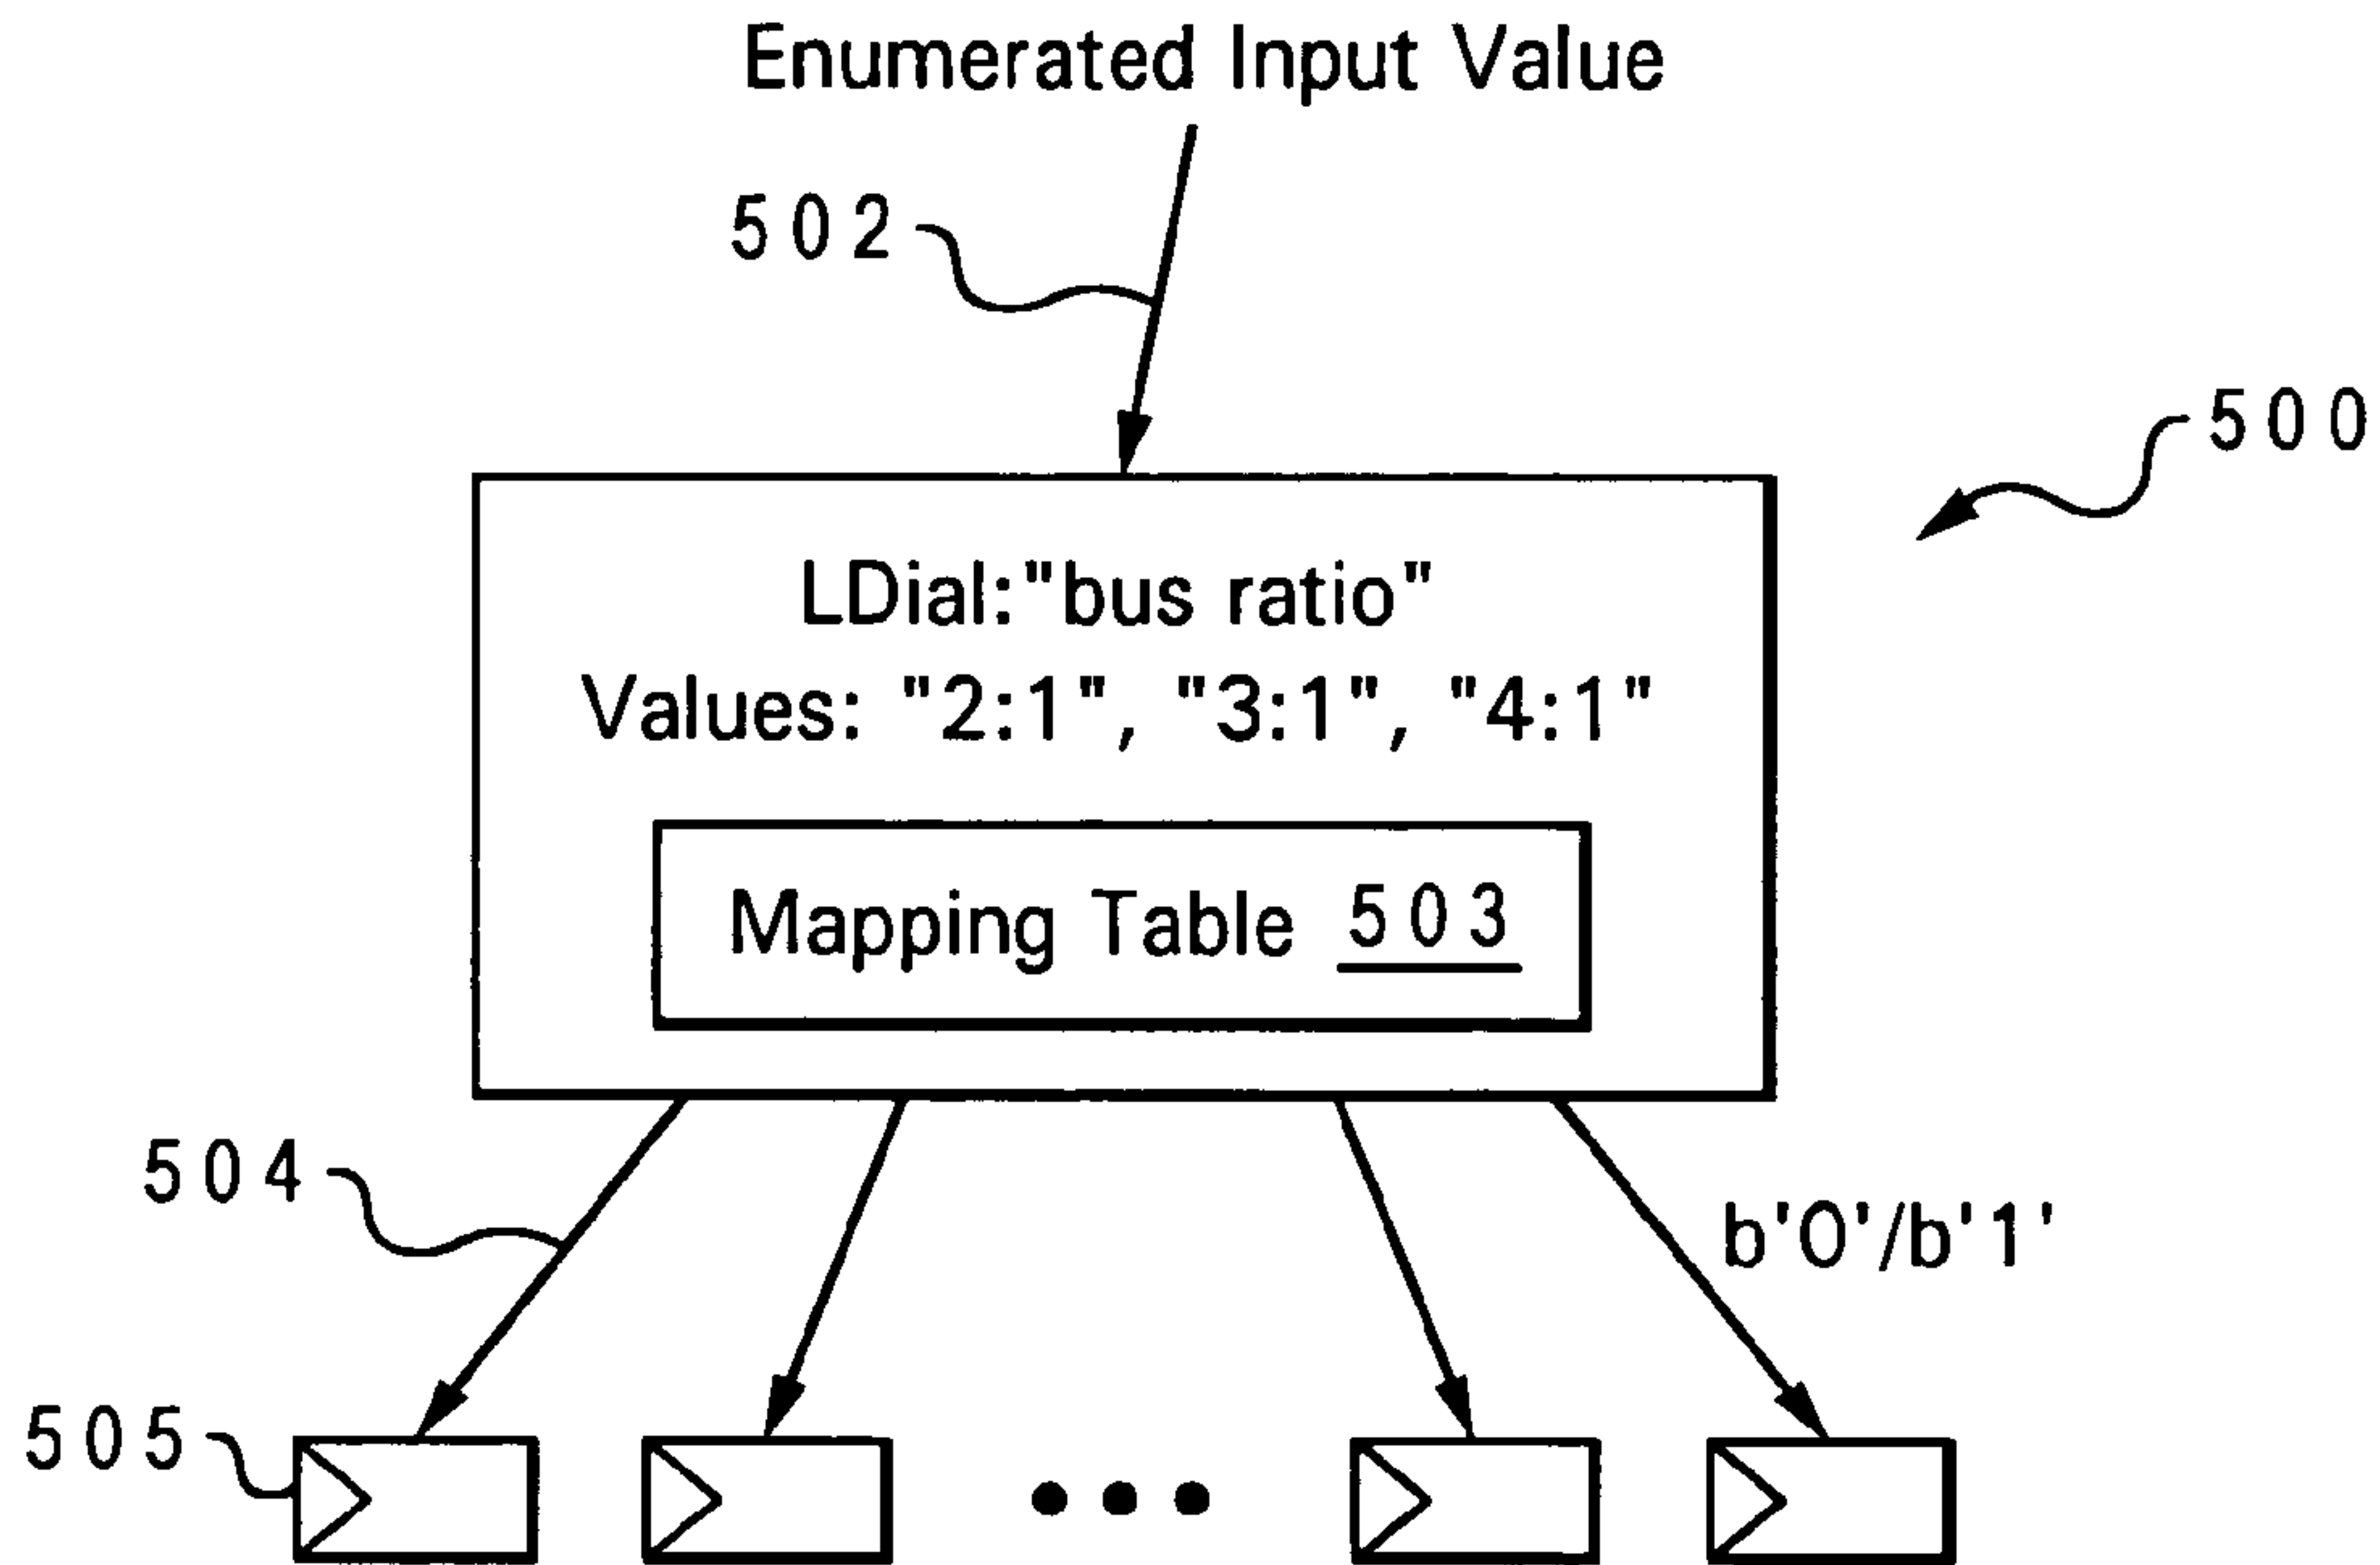 Enumerated Input Value
502
500
LDial:"bus ratio"
Values: "2:1", "3:1", "4:1"
Mapping Table 503
504
b'0'/b'1'
505